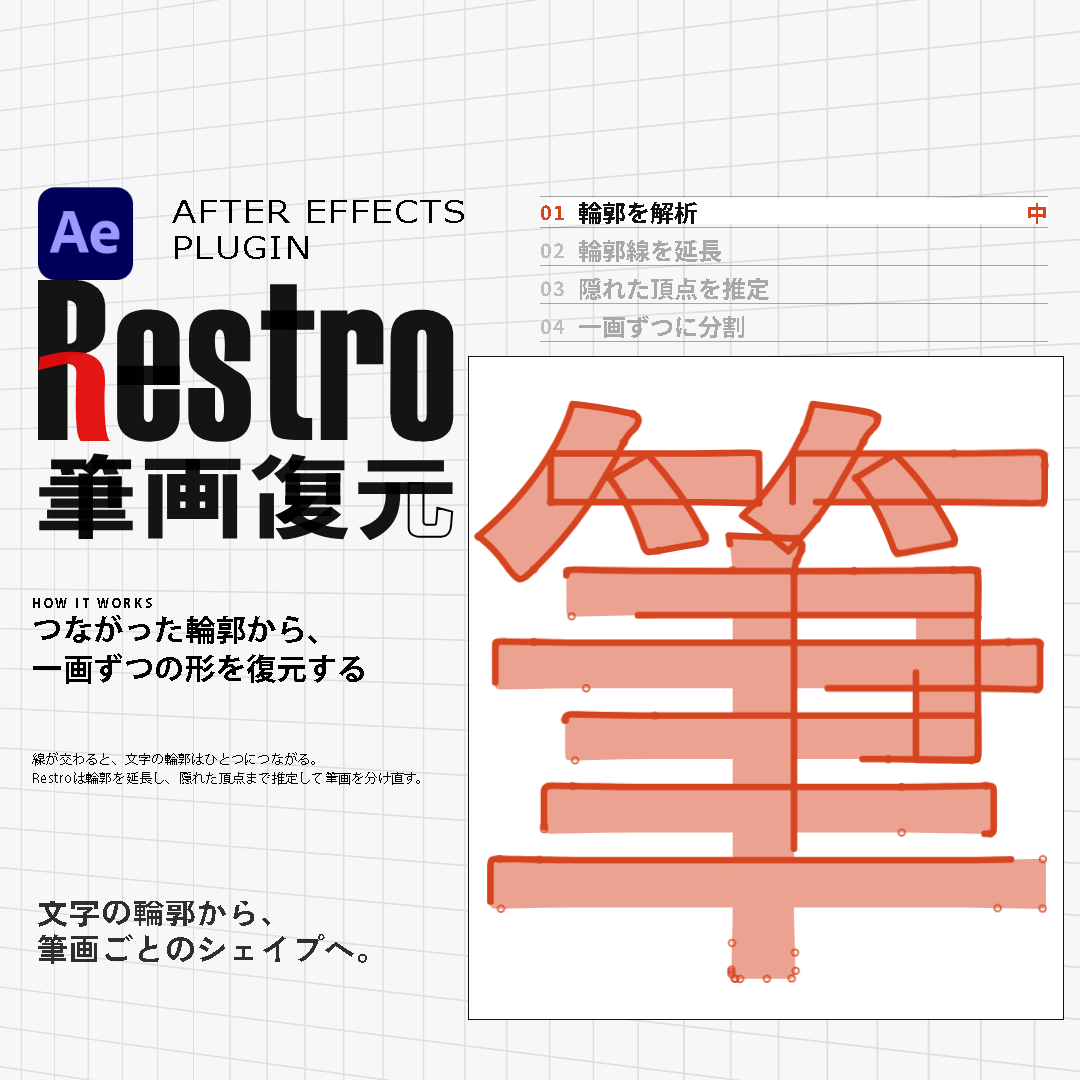 Ae
AFTER EFFECTS
PLUGIN
Restro
筆画復元
01 輪郭を解析 中
02 輪郭線を延長
03 隠れた頂点を推定
04 一画ずつに分割
筆
HOW IT WORKS
つながった輪郭から、
一画ずつの形を復元する
線が交わると、文字の輪郭はひとつにつながる。
Restroは輪郭を延長し、隠れた頂点まで推定して筆画を分け直す。
文字の輪郭から、
筆画ごとのシェイプへ。